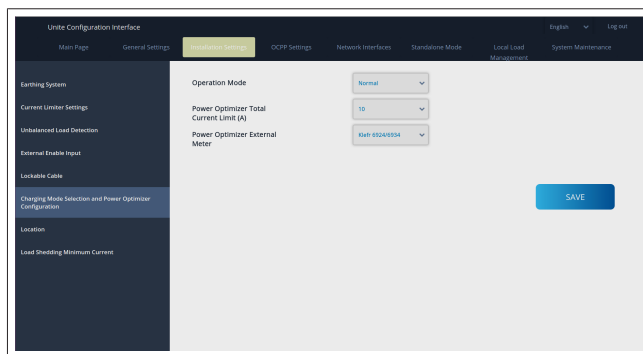 Unite Configuration Interface
English
Log out
Main Page
General Settings
Installation Settings
OCPP Settings
Network Interfaces
Standalone Mode
Local Load
Management
System Maintenance
Earthing System
Current Limiter Settings
Unbalanced Load Detection
External Enable Input
Lockable Cable
Charging Mode Selection and Power Optimizer
Configuration
Location
Load Shedding Minimum Current
Operation Mode
Normal
Power Optimizer Total
Current Limit (A)
10
Power Optimizer External
Meter
Klefr 6924/6934
SAVE